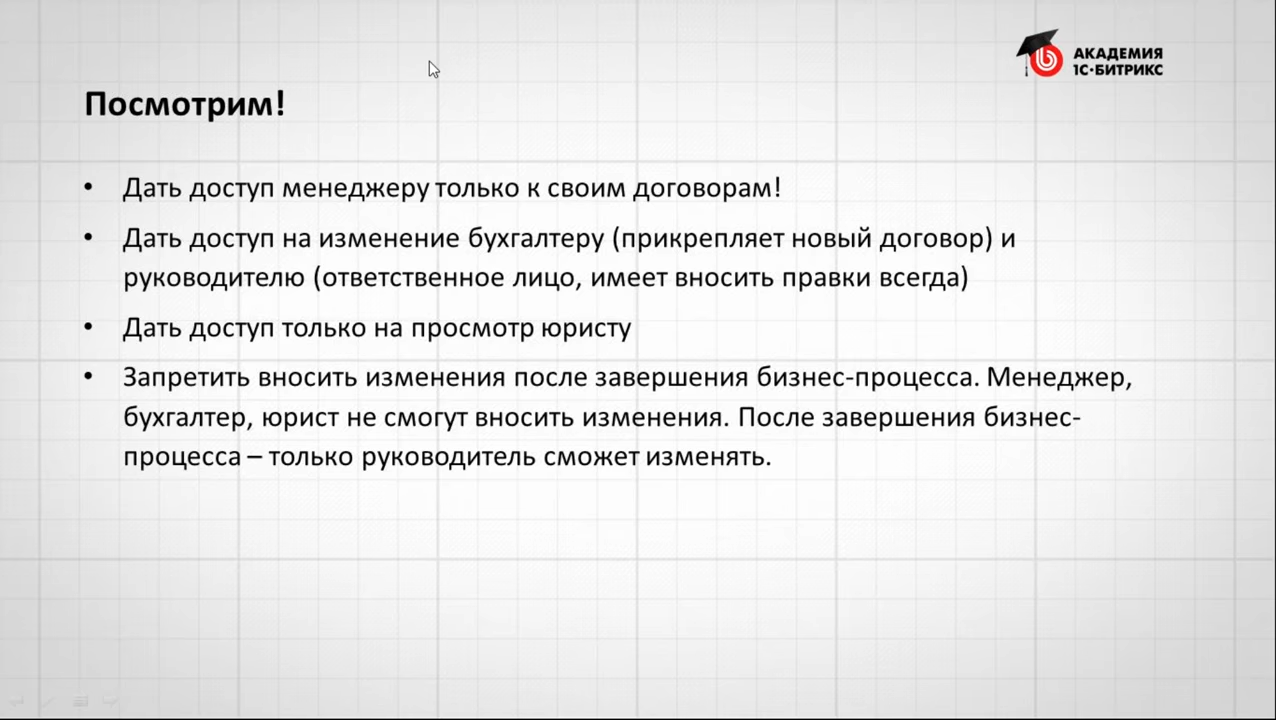 АКАДЕМИЯ
1С-БИТРИКС
Посмотрим!
• Дать доступ менеджеру только к своим договорам!
• Дать доступ на изменение бухгалтеру (прикрепляет новый договор) и
руководителю (ответственное лицо, имеет вносить правки всегда)
• Дать доступ только на просмотр юристу
• Запретить вносить изменения после завершения бизнес-процесса. Менеджер,
бухгалтер, юрист не смогут вносить изменения. После завершения бизнес-
процесса – только руководитель сможет изменять.